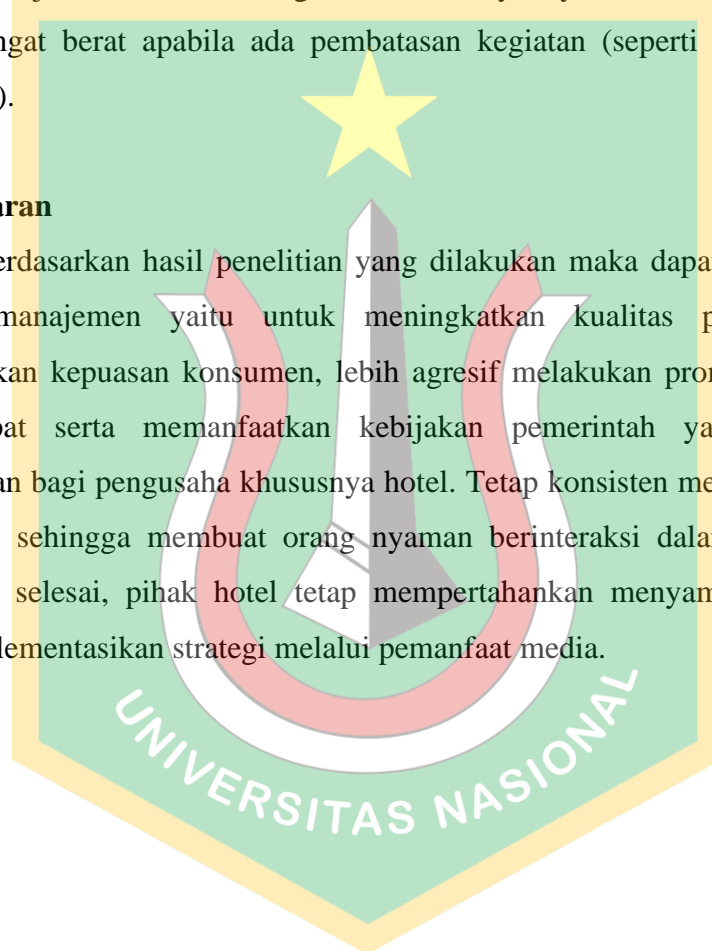 ngat berat apabila ada pembatasan kegiatan (seperti
).
aran
erdasarkan hasil penelitian yang dilakukan maka dapa
manajemen yaitu untuk meningkatkan kualitas p
kan kepuasan konsumen, lebih agresif melakukan pro
pat serta memanfaatkan kebijakan pemerintah ya
an bagi pengusaha khususnya hotel. Tetap konsisten me
sehingga membuat orang nyaman berinteraksi dala
selesai, pihak hotel tetap mempertahankan menyam
lementasikan strategi melalui pemanfaat media.
UNIVERSITAS NASIONAL